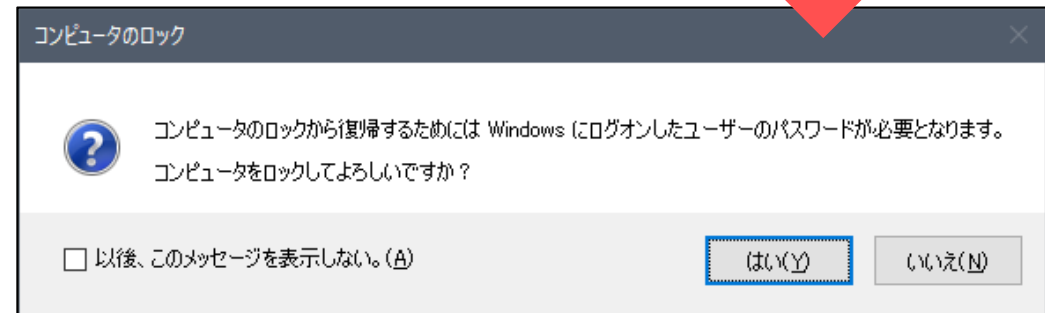 コンピュータのロック
コンピュータのロックから復帰するためには Windows にログオンしたユーザーのパスワードが必要となります。
コンピュータをロックしてよろしいですか？
以後、このメッセージを表示しない。(A)
はい(Y)
いいえ(N)